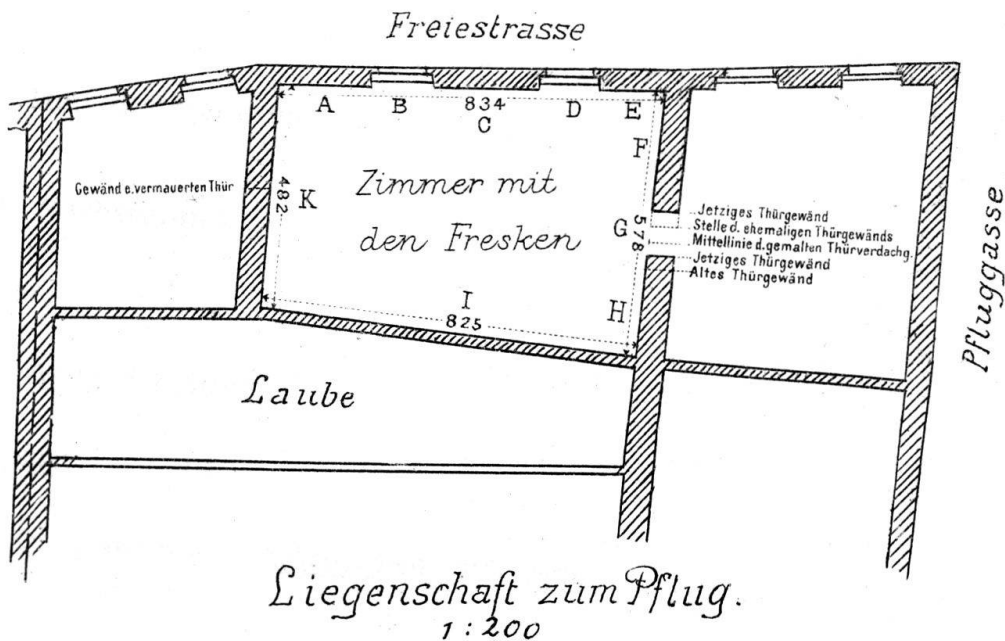 Freiestrasse
A B 834 D E
C
F
Gewänd e. vermauerten Thür
482
K
Zimmer mit
den Fresken
G
578
Jetziges Thürgewänd
Stelle d. ehemaligen Thürgewänds
Mittellinie d. gemalten Thürverdachg.
Jetziges Thürgewänd
Altes Thürgewänd
I
825
H
Pfluggasse
Laube
Liegenschaft zum Pflug.
1:200